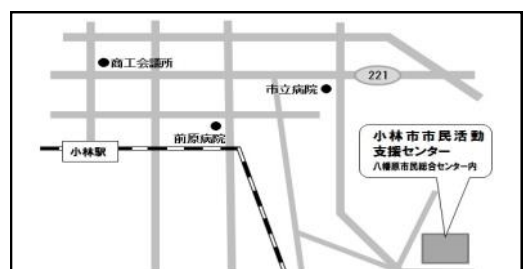 商工会議所
221
市立病院
前原病院
小林駅
小林市市民活動
支援センター
八幡原市民総合センター内